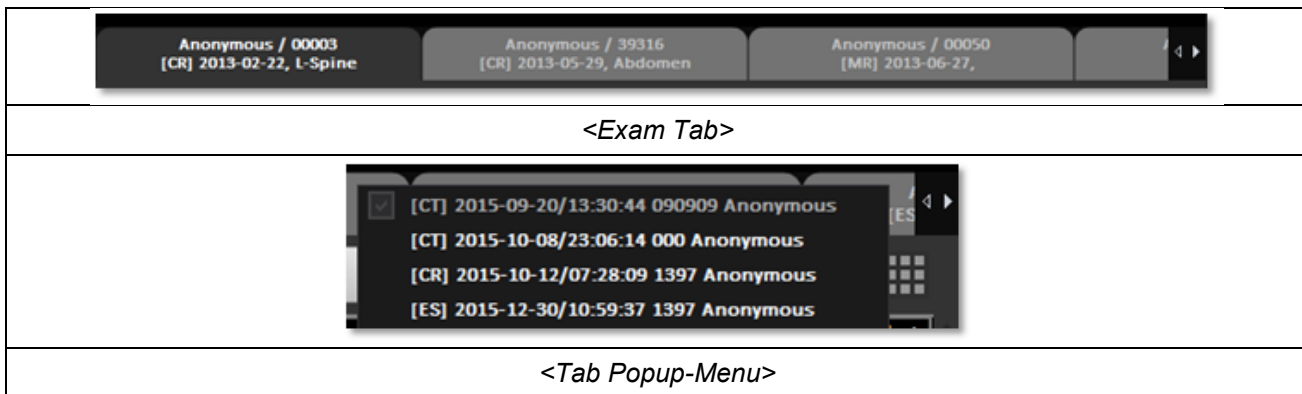 Anonymous / 00003
[CR] 2013-02-22, L-Spine
Anonymous / 39316
[CR] 2013-05-29, Abdomen
Anonymous / 00050
[MR] 2013-06-27,
<Exam Tab>
[CT] 2015-09-20/13:30:44 090909 Anonymous
[CT] 2015-10-08/23:06:14 000 Anonymous
[CR] 2015-10-12/07:28:09 1397 Anonymous
[ES] 2015-12-30/10:59:37 1397 Anonymous
[ES
<Tab Popup-Menu>